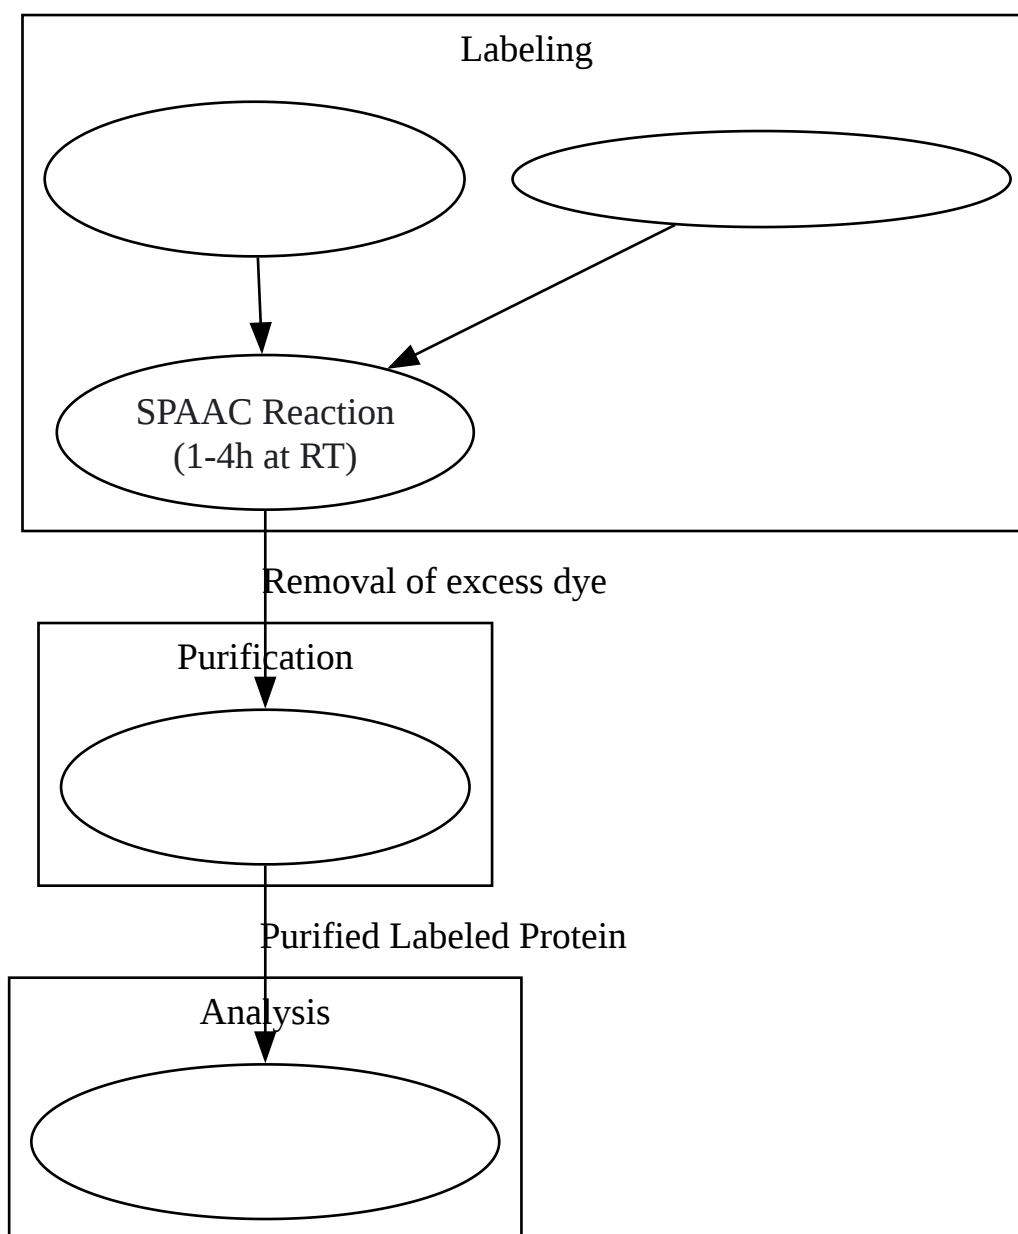 Labeling
SPAAC Reaction
(1-4h at RT)
Removal of excess dye
Purification
Purified Labeled Protein
Analysis